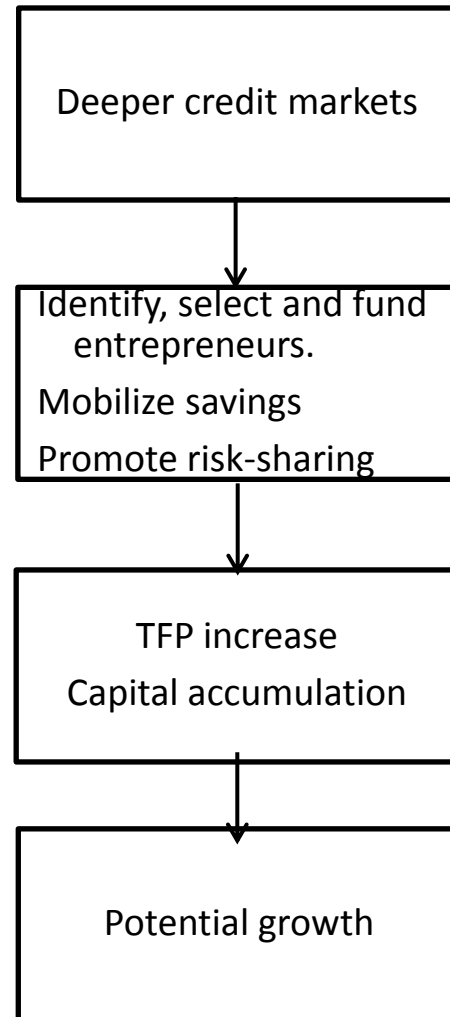 Deeper credit markets
Identify, select and fund
entrepreneurs.
Mobilize savings
Promote risk-sharing
TFP increase
Capital accumulation
Potential growth